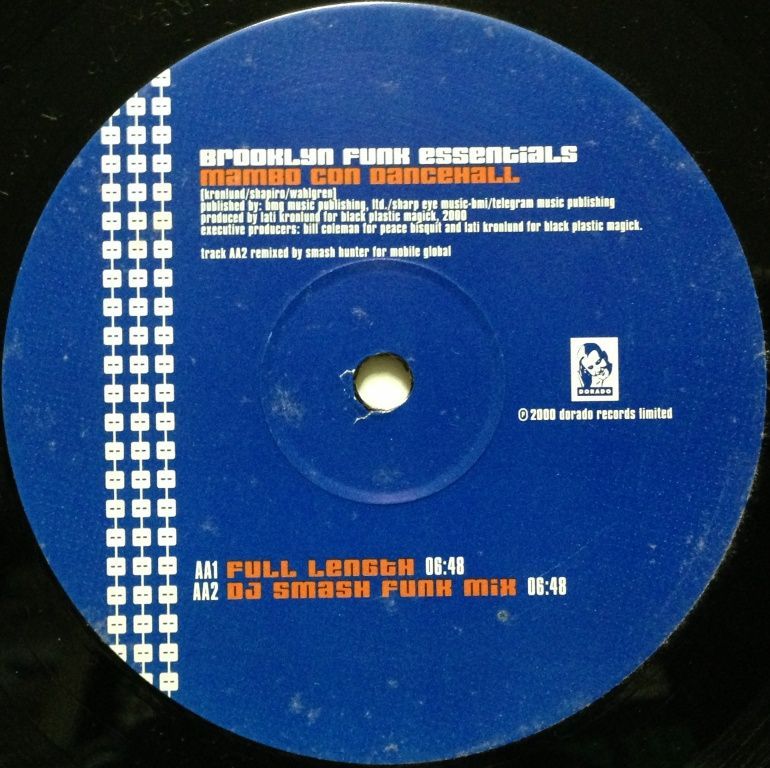 Brooklyn Funk Essentials
Mambo Con Dancehall
[kronlund/shapiro/wahlgren]
published by: bmg music publishing, ltd./sharp eye music-bmi/telegram music publishing
produced by lati kronlund for black plastic magick, 2000
executive producers: bill coleman for peace bisquit and lati kronlund for black plastic magick.
track AA2 remixed by smash hunter for mobile global
DORADO
℗ 2000 dorado records limited
AA1 Full Length 06:48
AA2 DJ Smash Funk Mix 06:48